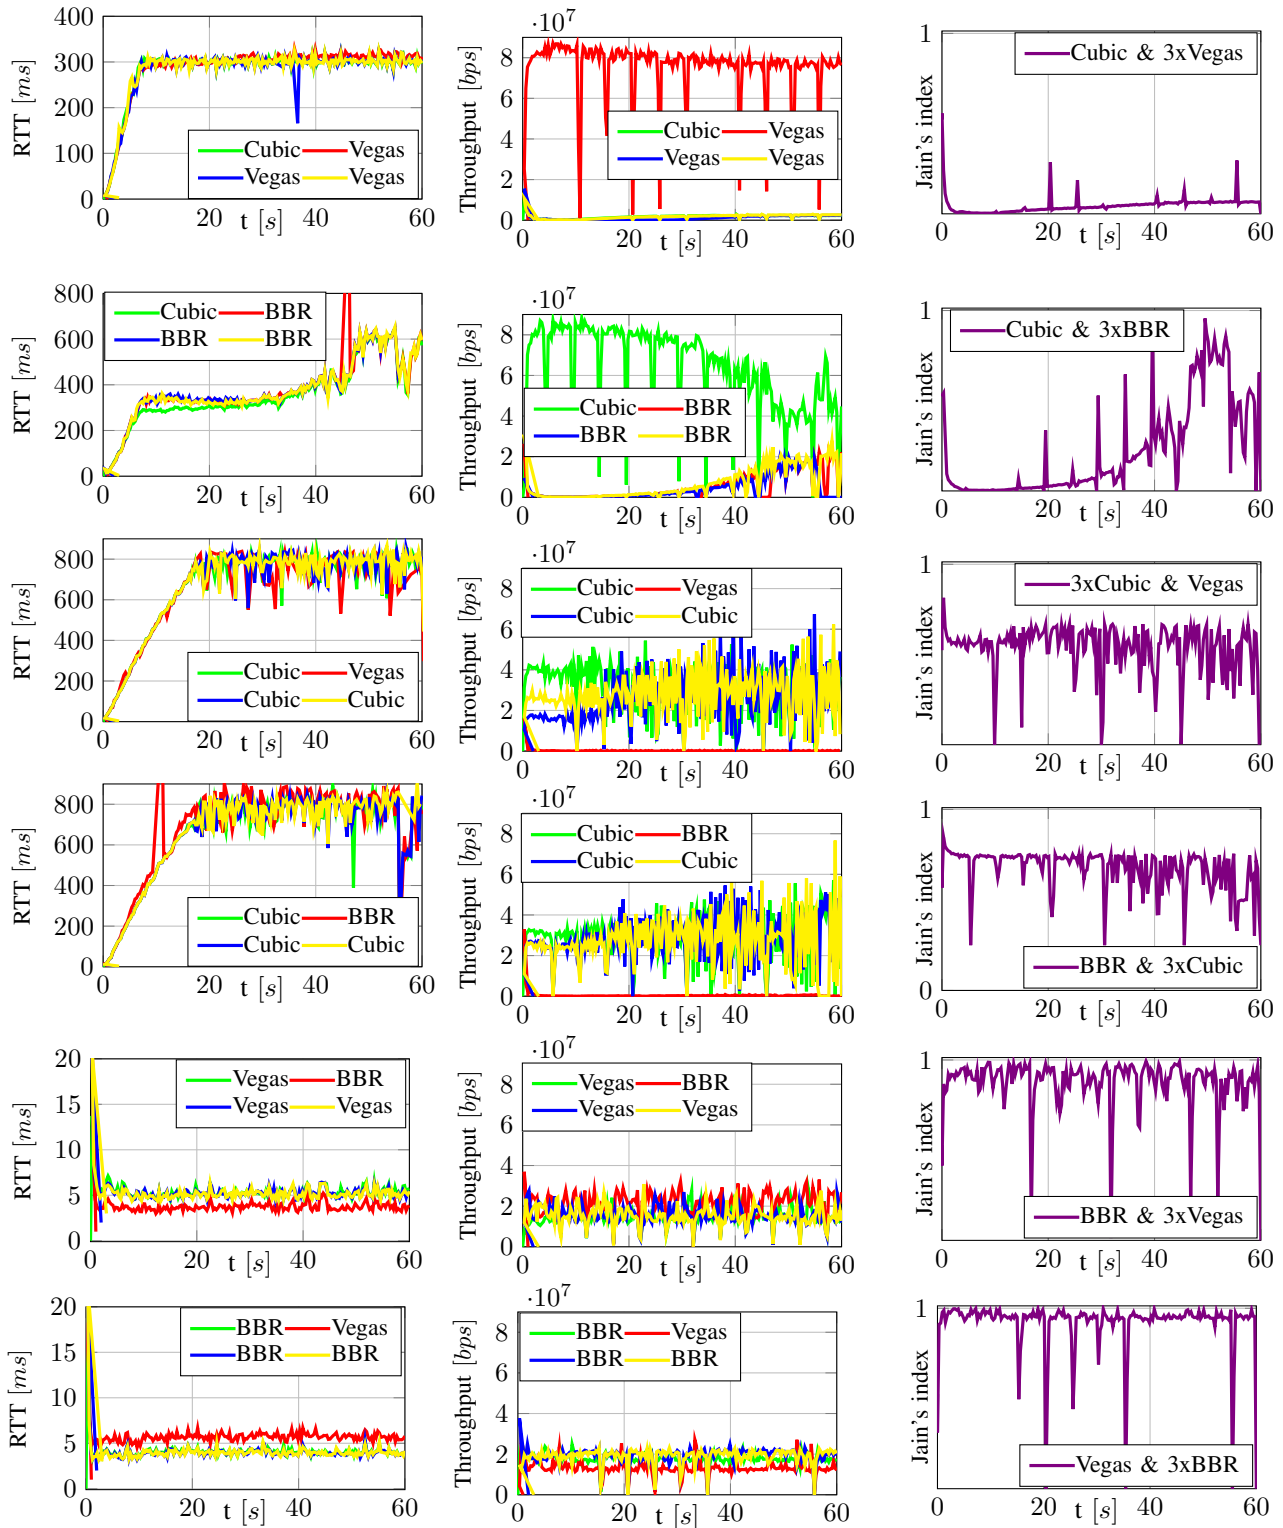 RTT [ms]
400
300
200
100
0
Cubic Vegas
Vegas Vegas
0 20 40 60
t [s]
·10^7
Throughput [bps]
8
6
4
2
0
Cubic Vegas
Vegas Vegas
0 20 40 60
t [s]
Jain's index
1
Cubic & 3xVegas
0 20 40 60
t [s]
RTT [ms]
800
600
400
200
0
Cubic BBR
BBR BBR
0 20 40 60
t [s]
·10^7
Throughput [bps]
8
6
4
2
0
Cubic BBR
BBR BBR
0 20 40 60
t [s]
Jain's index
1
Cubic & 3xBBR
0 20 40 60
t [s]
RTT [ms]
800
600
400
200
0
Cubic Vegas
Cubic Cubic
0 20 40 60
t [s]
·10^7
Throughput [bps]
8
6
4
2
0
Cubic Vegas
Cubic Cubic
0 20 40 60
t [s]
Jain's index
1
3xCubic & Vegas
0 20 40 60
t [s]
RTT [ms]
800
600
400
200
0
Cubic BBR
Cubic Cubic
0 20 40 60
t [s]
·10^7
Throughput [bps]
8
6
4
2
0
Cubic BBR
Cubic Cubic
0 20 40 60
t [s]
Jain's index
1
0
BBR & 3xCubic
0 20 40 60
t [s]
RTT [ms]
20
15
10
5
0
Vegas BBR
Vegas Vegas
0 20 40 60
t [s]
·10^7
Throughput [bps]
8
6
4
2
0
Vegas BBR
Vegas Vegas
0 20 40 60
t [s]
Jain's index
1
BBR & 3xVegas
0 20 40 60
t [s]
RTT [ms]
20
15
10
5
0
BBR Vegas
BBR BBR
0 20 40 60
t [s]
·10^7
Throughput [bps]
8
6
4
2
0
BBR Vegas
BBR BBR
0 20 40 60
t [s]
Jain's index
1
Vegas & 3xBBR
0 20 40 60
t [s]